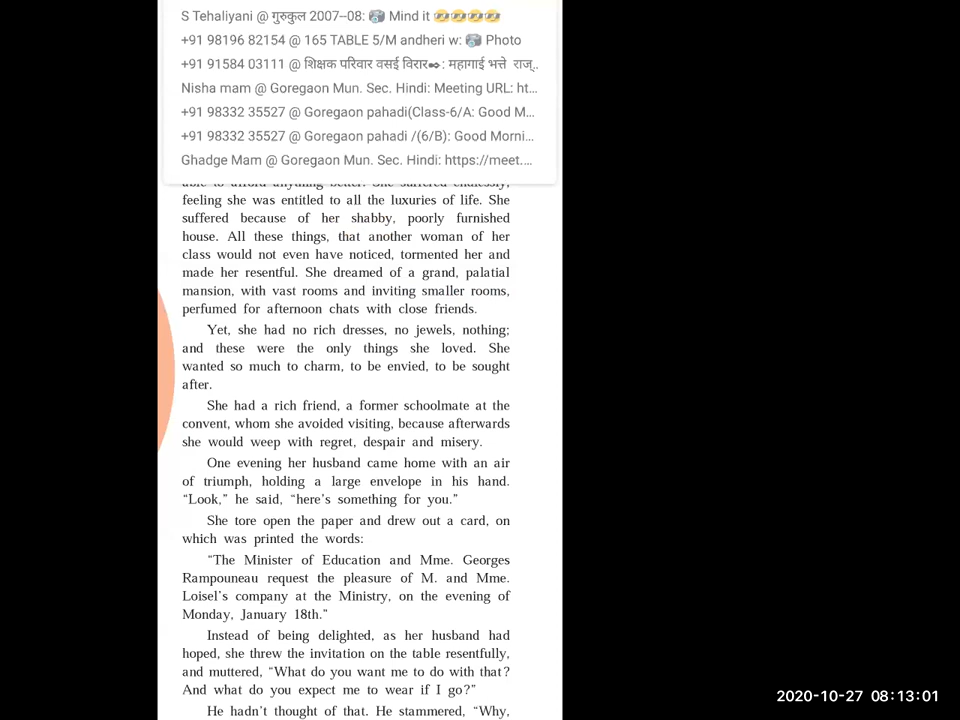 S Tehaliyani @ गुरुकुल 2007--08: 📷 Mind it 🤝🤝🤝🤝
+91 98196 82154 @ 165 TABLE 5/M andheri w: 📷 Photo
+91 91584 03111 @ शिक्षक परिवार वसई विरार✒: महागाई भत्ते राज्..
Nisha mam @ Goregaon Mun. Sec. Hindi: Meeting URL: ht...
+91 98332 35527 @ Goregaon pahadi(Class-6/A: Good M...
+91 98332 35527 @ Goregaon pahadi /(6/B): Good Morni...
Ghadge Mam @ Goregaon Mun. Sec. Hindi: https://meet....
able to afford anything better. She suffered endlessly,
feeling she was entitled to all the luxuries of life. She
suffered because of her shabby, poorly furnished
house. All these things, that another woman of her
class would not even have noticed, tormented her and
made her resentful. She dreamed of a grand, palatial
mansion, with vast rooms and inviting smaller rooms,
perfumed for afternoon chats with close friends.
Yet, she had no rich dresses, no jewels, nothing;
and these were the only things she loved. She
wanted so much to charm, to be envied, to be sought
after.
She had a rich friend, a former schoolmate at the
convent, whom she avoided visiting, because afterwards
she would weep with regret, despair and misery.
One evening her husband came home with an air
of triumph, holding a large envelope in his hand.
“Look,” he said, “here’s something for you.”
She tore open the paper and drew out a card, on
which was printed the words:
“The Minister of Education and Mme. Georges
Rampouneau request the pleasure of M. and Mme.
Loisel’s company at the Ministry, on the evening of
Monday, January 18th.”
Instead of being delighted, as her husband had
hoped, she threw the invitation on the table resentfully,
and muttered, “What do you want me to do with that?
And what do you expect me to wear if I go?”
He hadn’t thought of that. He stammered, “Why,
2020-10-27 08:13:01